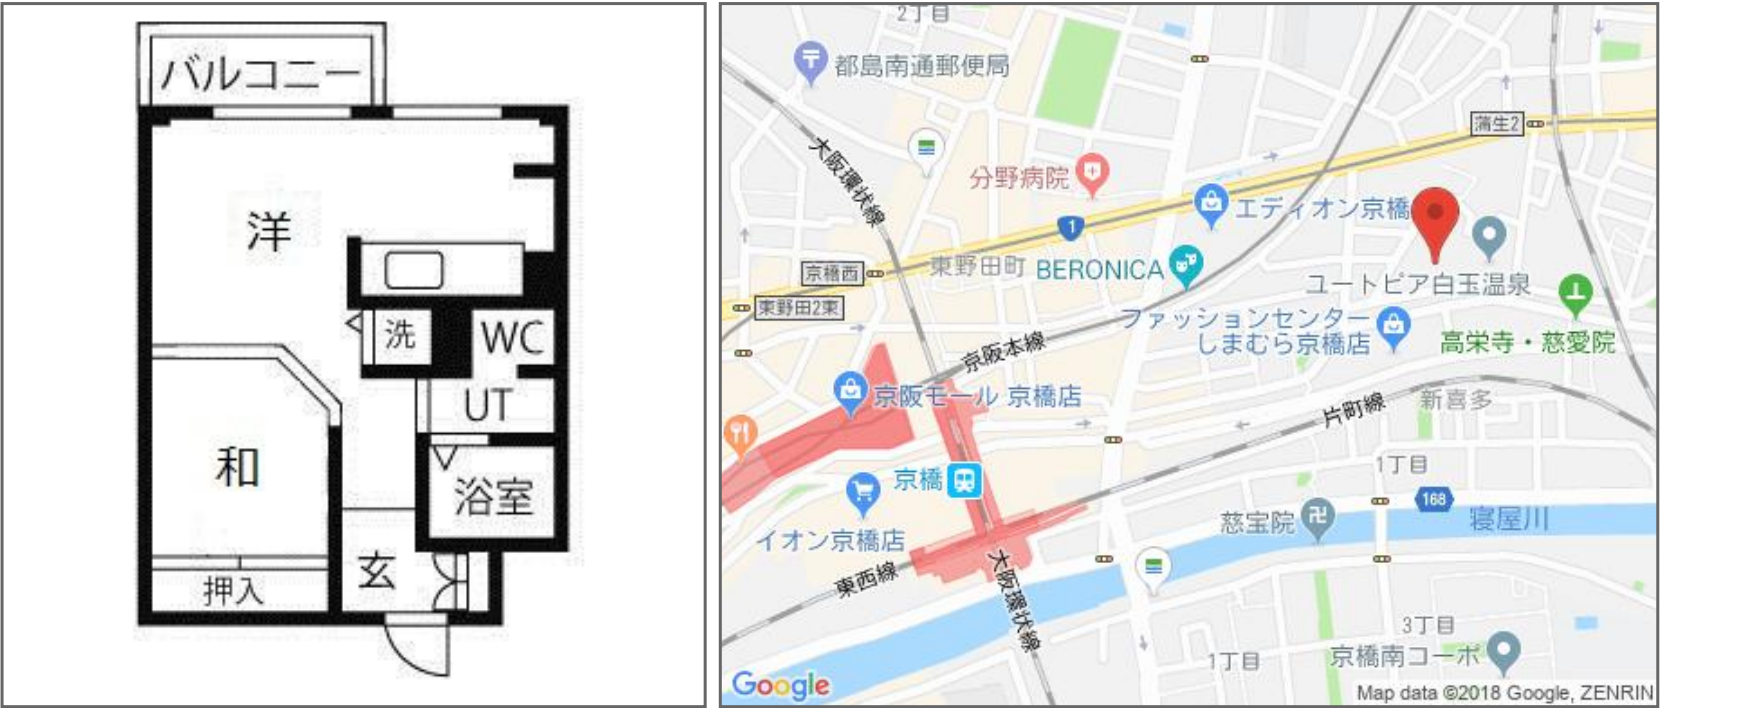 バルコニー
洋
洗
WC
UT
和
浴室
玄
押入
2丁目
都島南通郵便局
大阪環状線
分野病院
蒲生2
1
エディオン京橋
京橋西
東野田町
BERONICA
ユートピア白玉温泉
東野田2東
ファッションセンター
しまむら京橋店
高栄寺・慈愛院
京阪本線
京阪モール 京橋店
片町線
新喜多
1丁目
京橋
168
慈宝院
寝屋川
イオン京橋店
東西線
大阪環状線
3丁目
1丁目
京橋南コーポ
Google
Map data ©2018 Google, ZENRIN